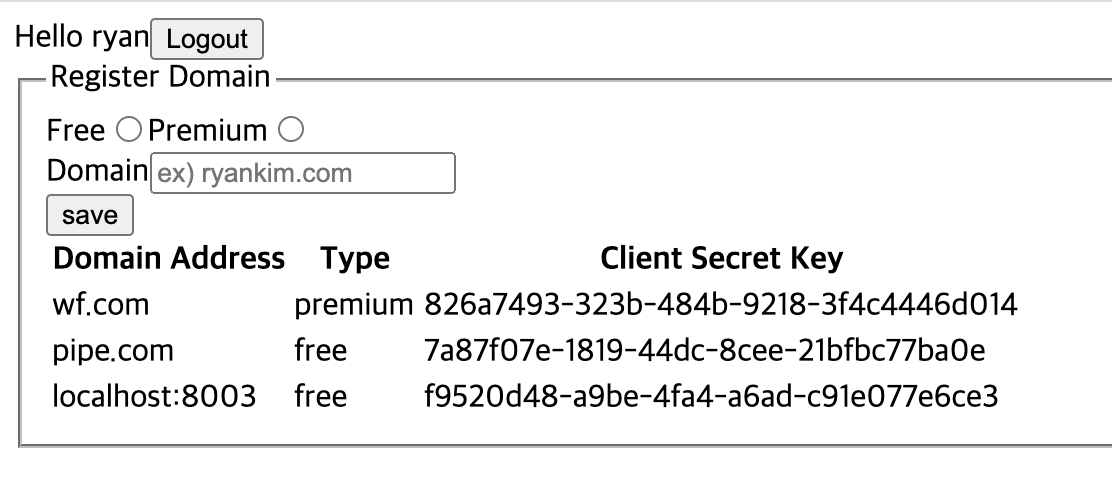 Hello ryan Logout
Register Domain
Free Premium
Domain ex) ryankim.com
save
Domain Address Type Client Secret Key
wf.com premium 826a7493-323b-484b-9218-3f4c4446d014
pipe.com free 7a87f07e-1819-44dc-8cee-21bfbc77ba0e
localhost:8003 free f9520d48-a9be-4fa4-a6ad-c91e077e6ce3